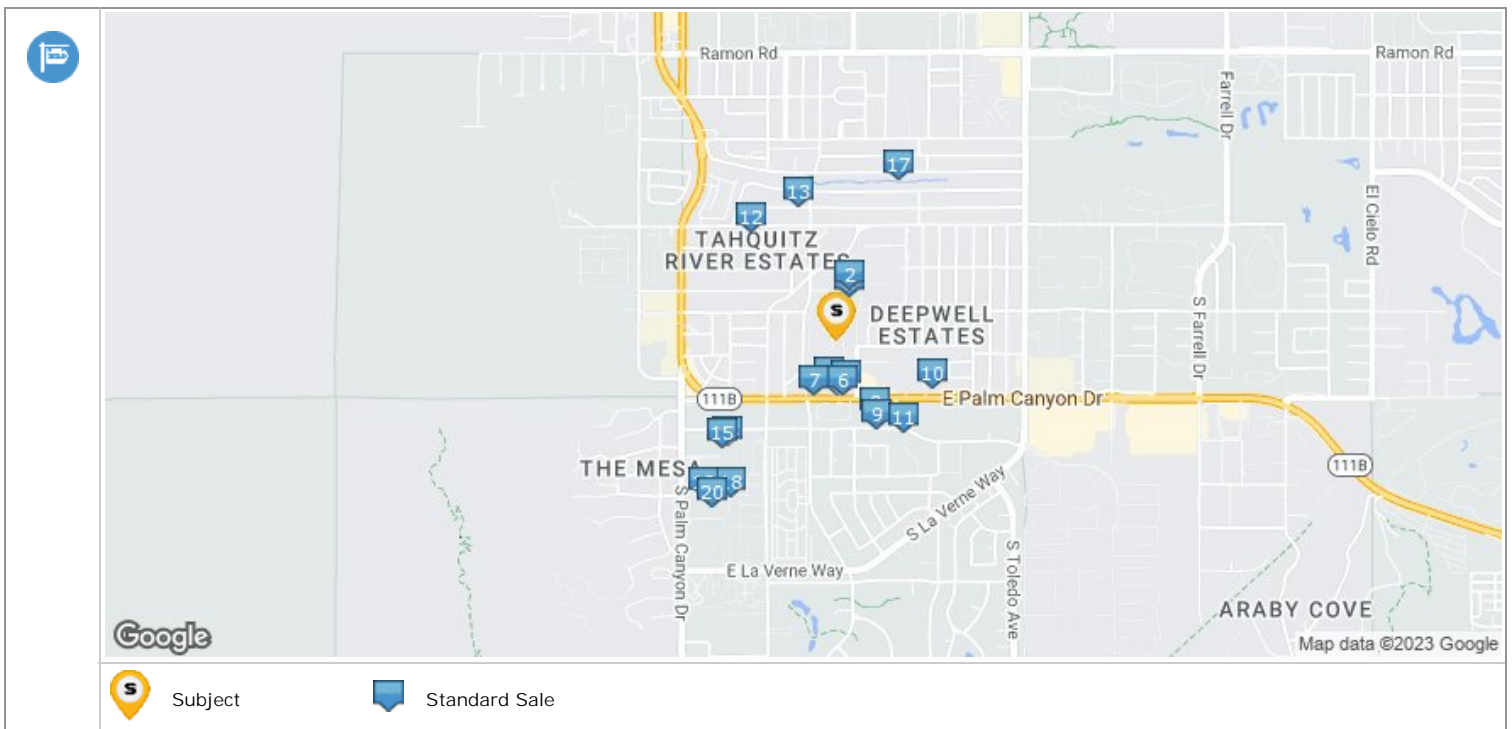 Ramon Rd
Ramon Rd
Farrell Dr
17
13
El Cielo Rd
12
TAHQUITZ
RIVER ESTATES
2
S
DEEPWELL
ESTATES
S Farrell Dr
7
6
10
111B
E Palm Canyon Dr
9
11
15
THE MESA
111B
18
20
S Palm Canyon Dr
S La Verne Way
S Toledo Ave
E La Verne Way
ARABY COVE
Google
Map data ©2023 Google
S
Subject
Standard Sale